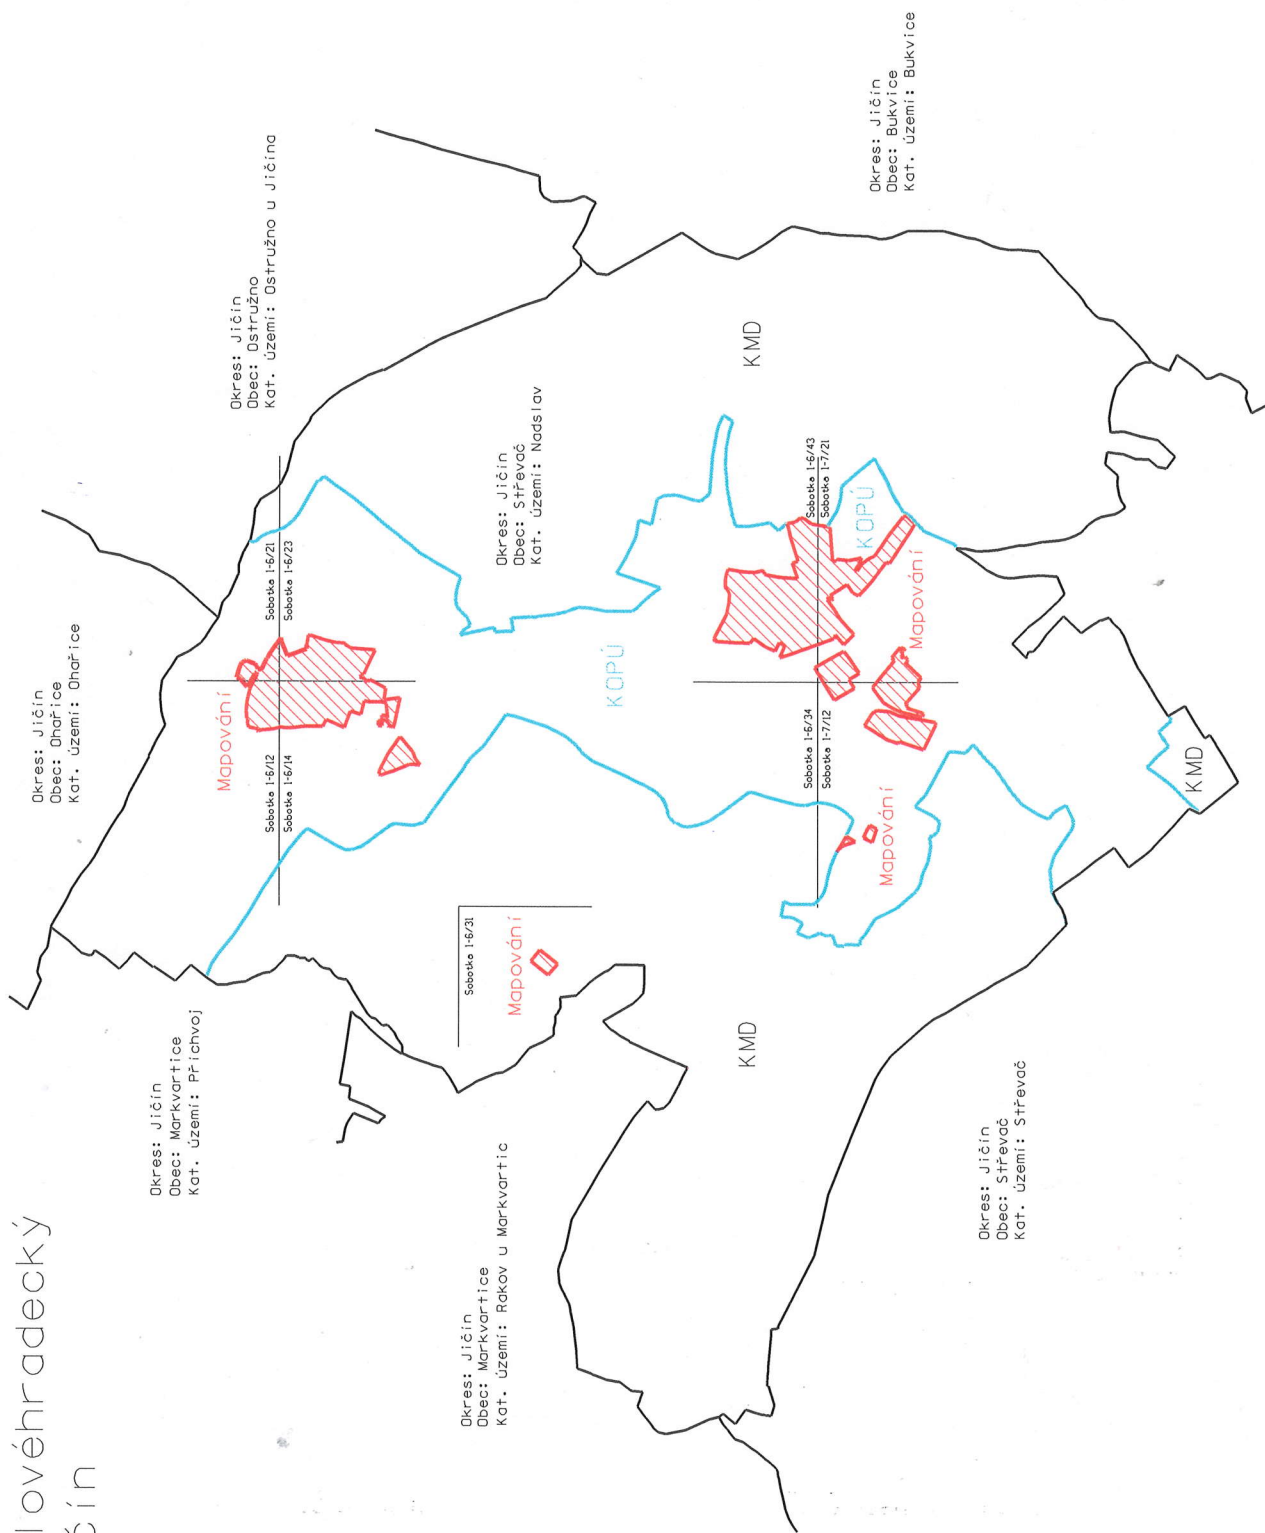 lovéhradecký
čín
Okres: Jičín
Obec: Markvartice
Kat. území: Přichvoj
Okres: Jičín
Obec: Ohařice
Kat. území: Ohařice
Okres: Jičín
Obec: Ostružno
Kat. území: Ostružno u Jičína
Mapování
Sobotka 1-6/12
Sobotka 1-6/14
Sobotka 1-6/21
Sobotka 1-6/23
Okres: Jičín
Obec: Markvartice
Kat. území: Rakov u Markvartic
Sobotka 1-6/31
Mapování
Okres: Jičín
Obec: Střevač
Kat. území: Nadslav
KOPÚ
KMD
KMD
Sobotka 1-6/34
Sobotka 1-7/12
Sobotka 1-6/43
Sobotka 1-7/21
KOPÚ
Mapování
Mapování
Okres: Jičín
Obec: Bukvice
Kat. území: Bukvice
Okres: Jičín
Obec: Střevač
Kat. území: Střevač
KMD